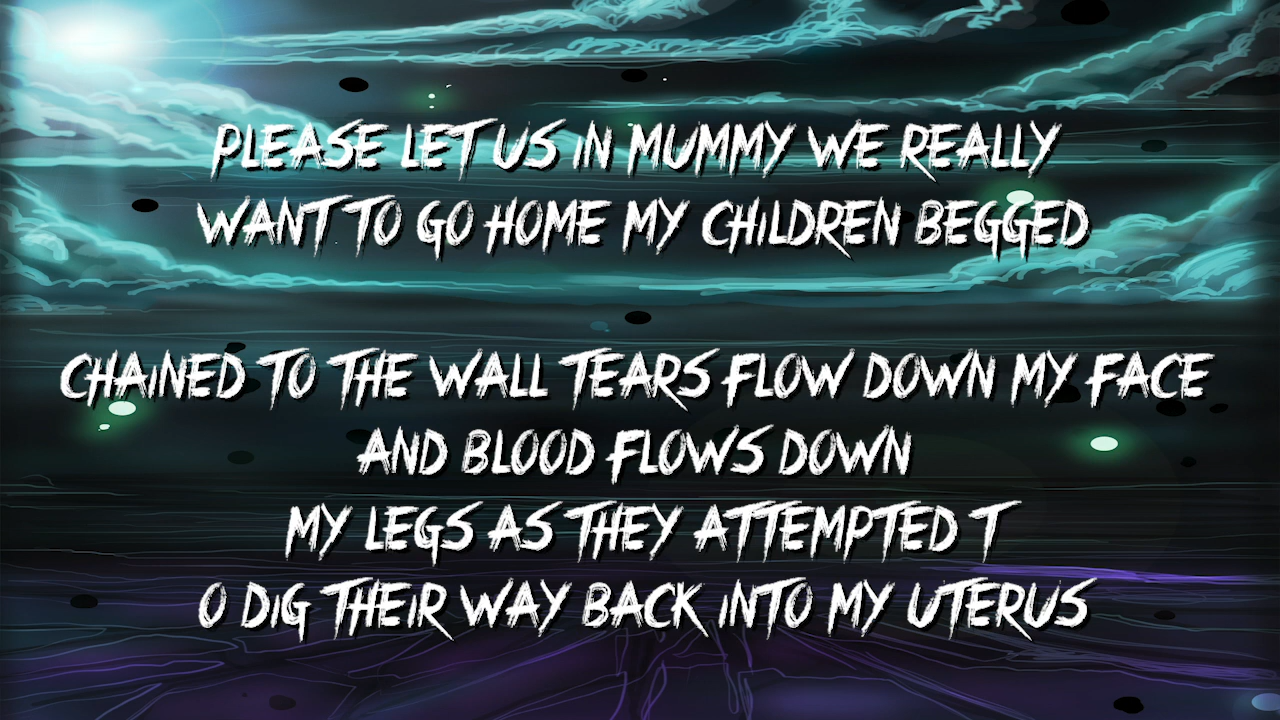 PLEASE LET US IN MUMMY WE REALLY
WANT TO GO HOME MY CHILDREN BEGGED
CHAINED TO THE WALL TEARS FLOW DOWN MY FACE
AND BLOOD FLOWS DOWN
MY LEGS AS THEY ATTEMPTED T
O DIG THEIR WAY BACK INTO MY UTERUS